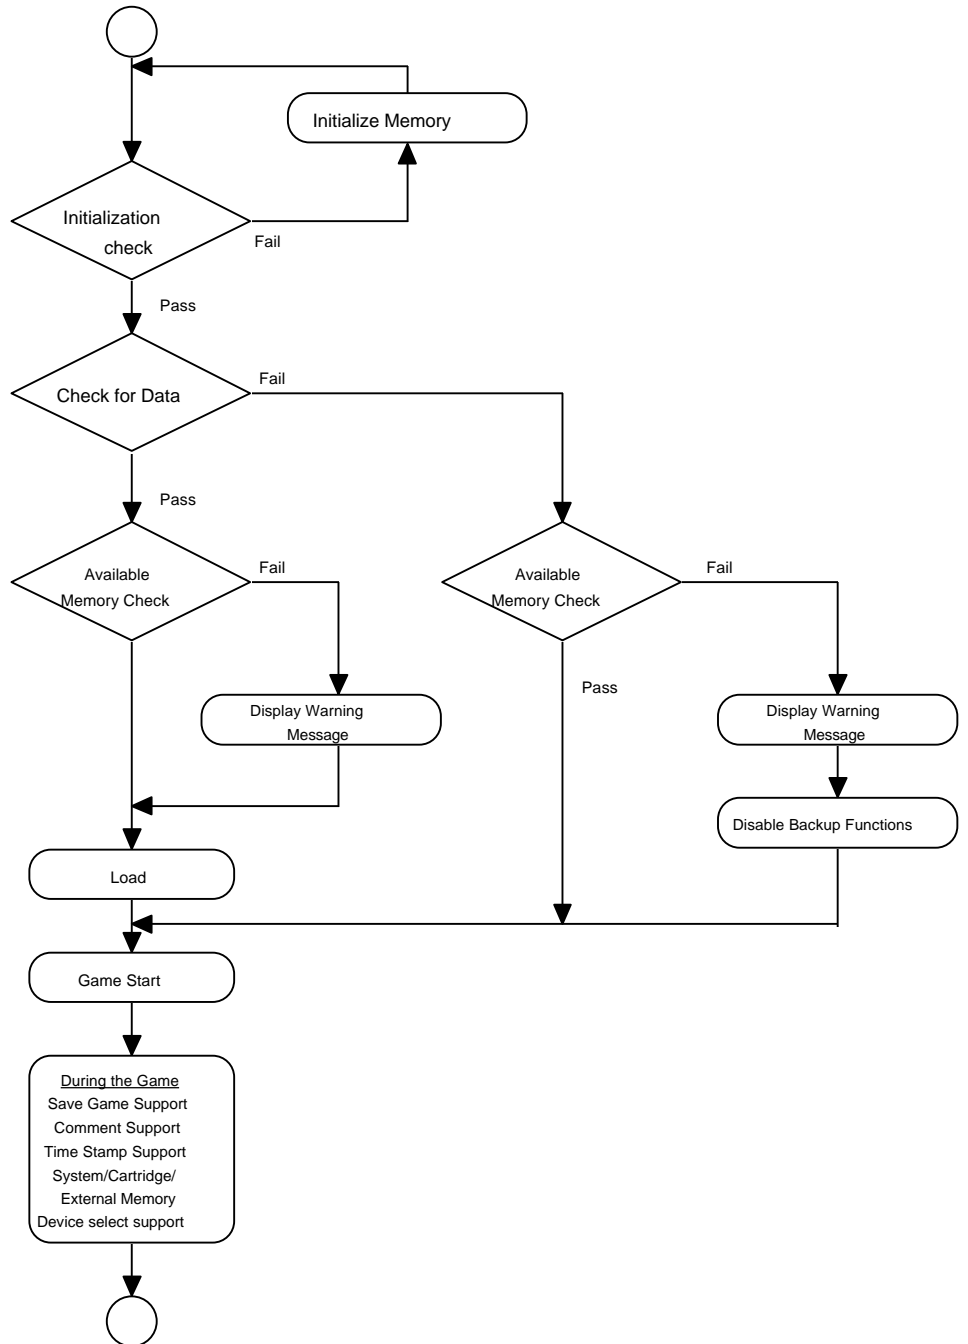 Initialize Memory
Initialization
check
Fail
Pass
Check for Data
Fail
Pass
Available
Memory Check
Fail
Available
Memory Check
Fail
Pass
Display Warning
Message
Display Warning
Message
Disable Backup Functions
Load
Game Start
During the Game
Save Game Support
Comment Support
Time Stamp Support
System/Cartridge/
External Memory
Device select support